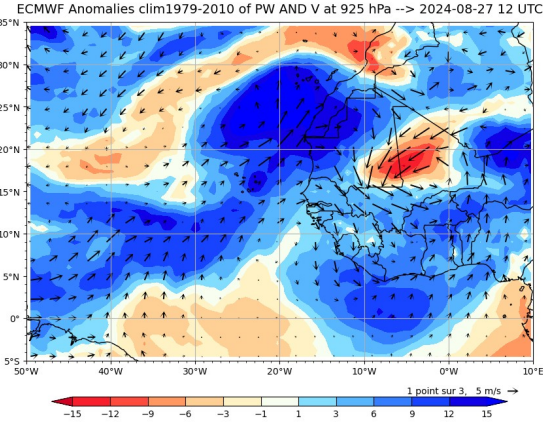 ECMWF Anomalies clim1979-2010 of PW AND V at 925 hPa --> 2024-08-27 12 UTC
35°N
30°N
25°N
20°N
15°N
10°N
5°N
0°
5°S
50°W 40°W 30°W 20°W 10°W 0°W 10°E
1 point sur 3, 5 m/s
−15 −12 −9 −6 −3 −1 1 3 6 9 12 15